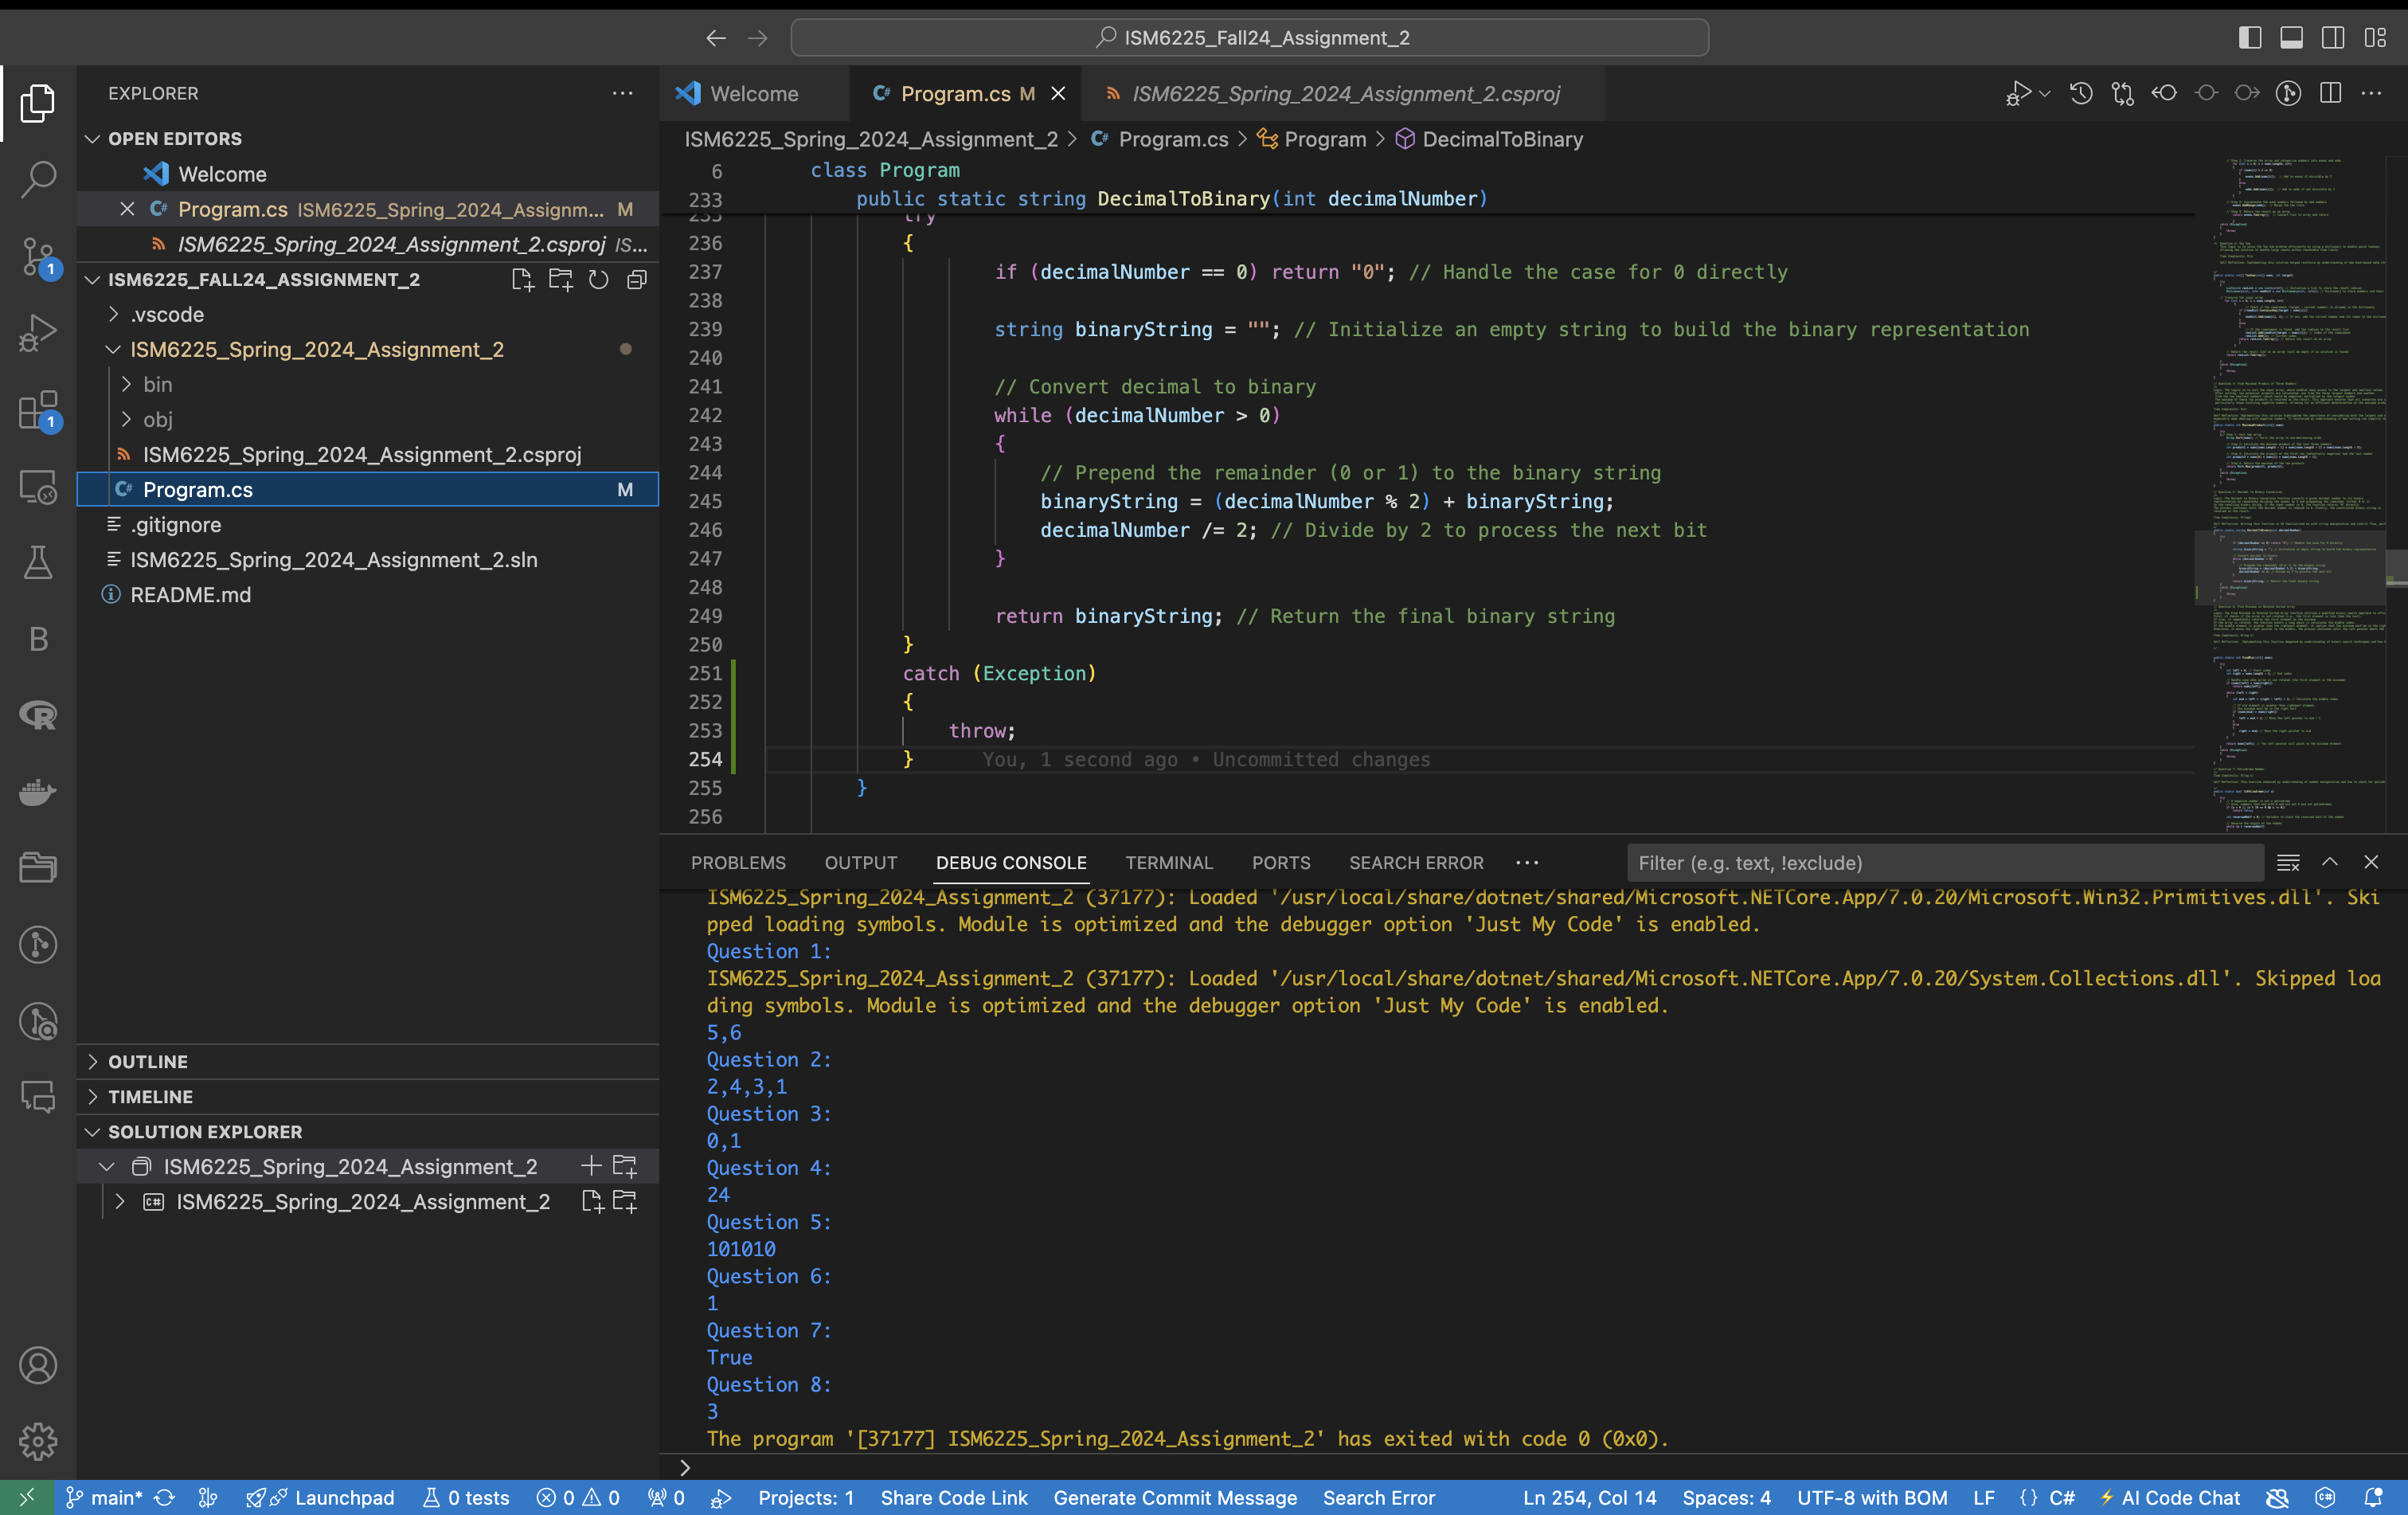 ISM6225_Fall24_Assignment_2
EXPLORER
OPEN EDITORS
Welcome
Program.cs ISM6225_Spring_2024_Assignm... M
ISM6225_Spring_2024_Assignment_2.csproj IS...
ISM6225_FALL24_ASSIGNMENT_2
.vscode
ISM6225_Spring_2024_Assignment_2
bin
obj
ISM6225_Spring_2024_Assignment_2.csproj
Program.cs M
.gitignore
ISM6225_Spring_2024_Assignment_2.sln
README.md
1
1
B
R
OUTLINE
TIMELINE
SOLUTION EXPLORER
ISM6225_Spring_2024_Assignment_2
ISM6225_Spring_2024_Assignment_2
Welcome
Program.cs M
ISM6225_Spring_2024_Assignment_2.csproj
ISM6225_Spring_2024_Assignment_2 > Program.cs > Program > DecimalToBinary
6 class Program
233 public static string DecimalToBinary(int decimalNumber)
235 try
236 {
237 if (decimalNumber == 0) return "0"; // Handle the case for 0 directly
238
239 string binaryString = ""; // Initialize an empty string to build the binary representation
240
241 // Convert decimal to binary
242 while (decimalNumber > 0)
243 {
244 // Prepend the remainder (0 or 1) to the binary string
245 binaryString = (decimalNumber % 2) + binaryString;
246 decimalNumber /= 2; // Divide by 2 to process the next bit
247 }
248
249 return binaryString; // Return the final binary string
250 }
251 catch (Exception)
252 {
253 throw;
254 } You, 1 second ago • Uncommitted changes
255 }
256
PROBLEMS OUTPUT DEBUG CONSOLE TERMINAL PORTS SEARCH ERROR ... Filter (e.g. text, !exclude)
ISM6225_Spring_2024_Assignment_2 (37177): Loaded '/usr/local/share/dotnet/shared/Microsoft.NETCore.App/7.0.20/Microsoft.Win32.Primitives.dll'. Ski
pped loading symbols. Module is optimized and the debugger option 'Just My Code' is enabled.
Question 1:
ISM6225_Spring_2024_Assignment_2 (37177): Loaded '/usr/local/share/dotnet/shared/Microsoft.NETCore.App/7.0.20/System.Collections.dll'. Skipped loa
ding symbols. Module is optimized and the debugger option 'Just My Code' is enabled.
5,6
Question 2:
2,4,3,1
Question 3:
0,1
Question 4:
24
Question 5:
101010
Question 6:
1
Question 7:
True
Question 8:
3
The program '[37177] ISM6225_Spring_2024_Assignment_2' has exited with code 0 (0x0).
>
main* Launchpad 0 tests 0 0 0 Projects: 1 Share Code Link Generate Commit Message Search Error Ln 254, Col 14 Spaces: 4 UTF-8 with BOM LF {} C# AI Code Chat